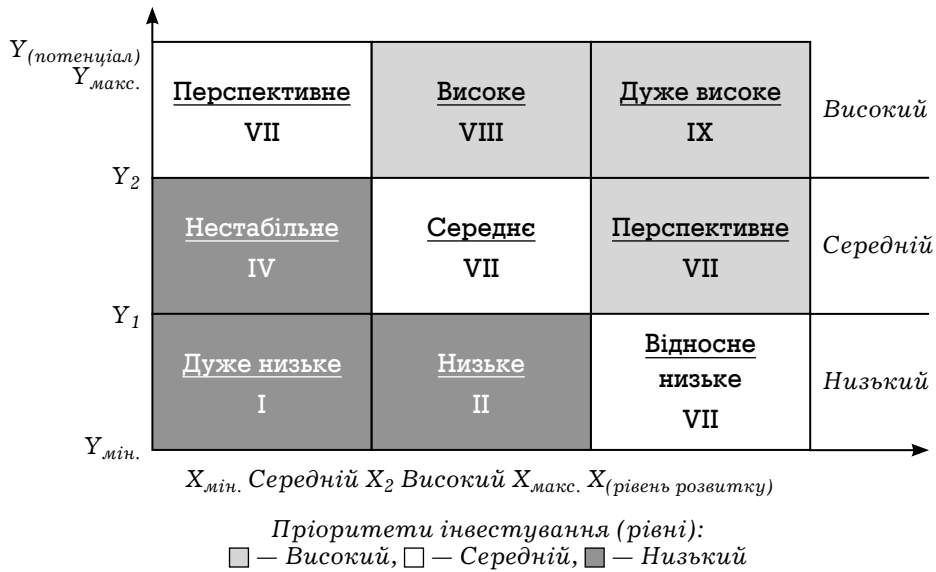 Y(потенціал)
Yмакс.
Перспективне
VII
Високе
VIII
Дуже високе
IX
Високий
Y2
Нестабільне
IV
Середнє
VII
Перспективне
VII
Середній
Y1
Дуже низьке
I
Низьке
II
Відносне
низьке
VII
Низький
Yмін.
Xмін. Середній X2 Високий Xмакс. X(рівень розвитку)
Пріоритети інвестування (рівні):
— Високий, — Середній, — Низький